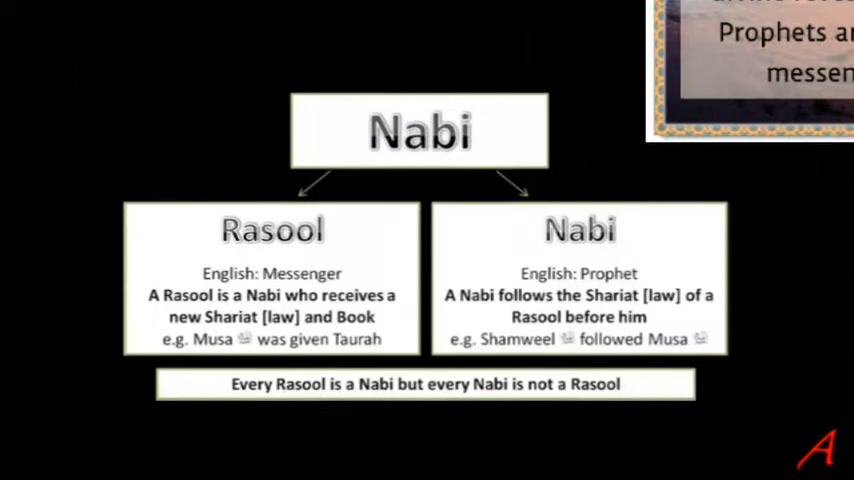 Prophets
messen
Nabi
Rasool
English: Messenger
A Rasool is a Nabi who receives a
new Shariat [law] and Book
e.g. Musa was given Taurah
Nabi
English: Prophet
A Nabi follows the Shariat [law] of a
Rasool before him
e.g. Shamweel followed Musa
Every Rasool is a Nabi but every Nabi is not a Rasool
A